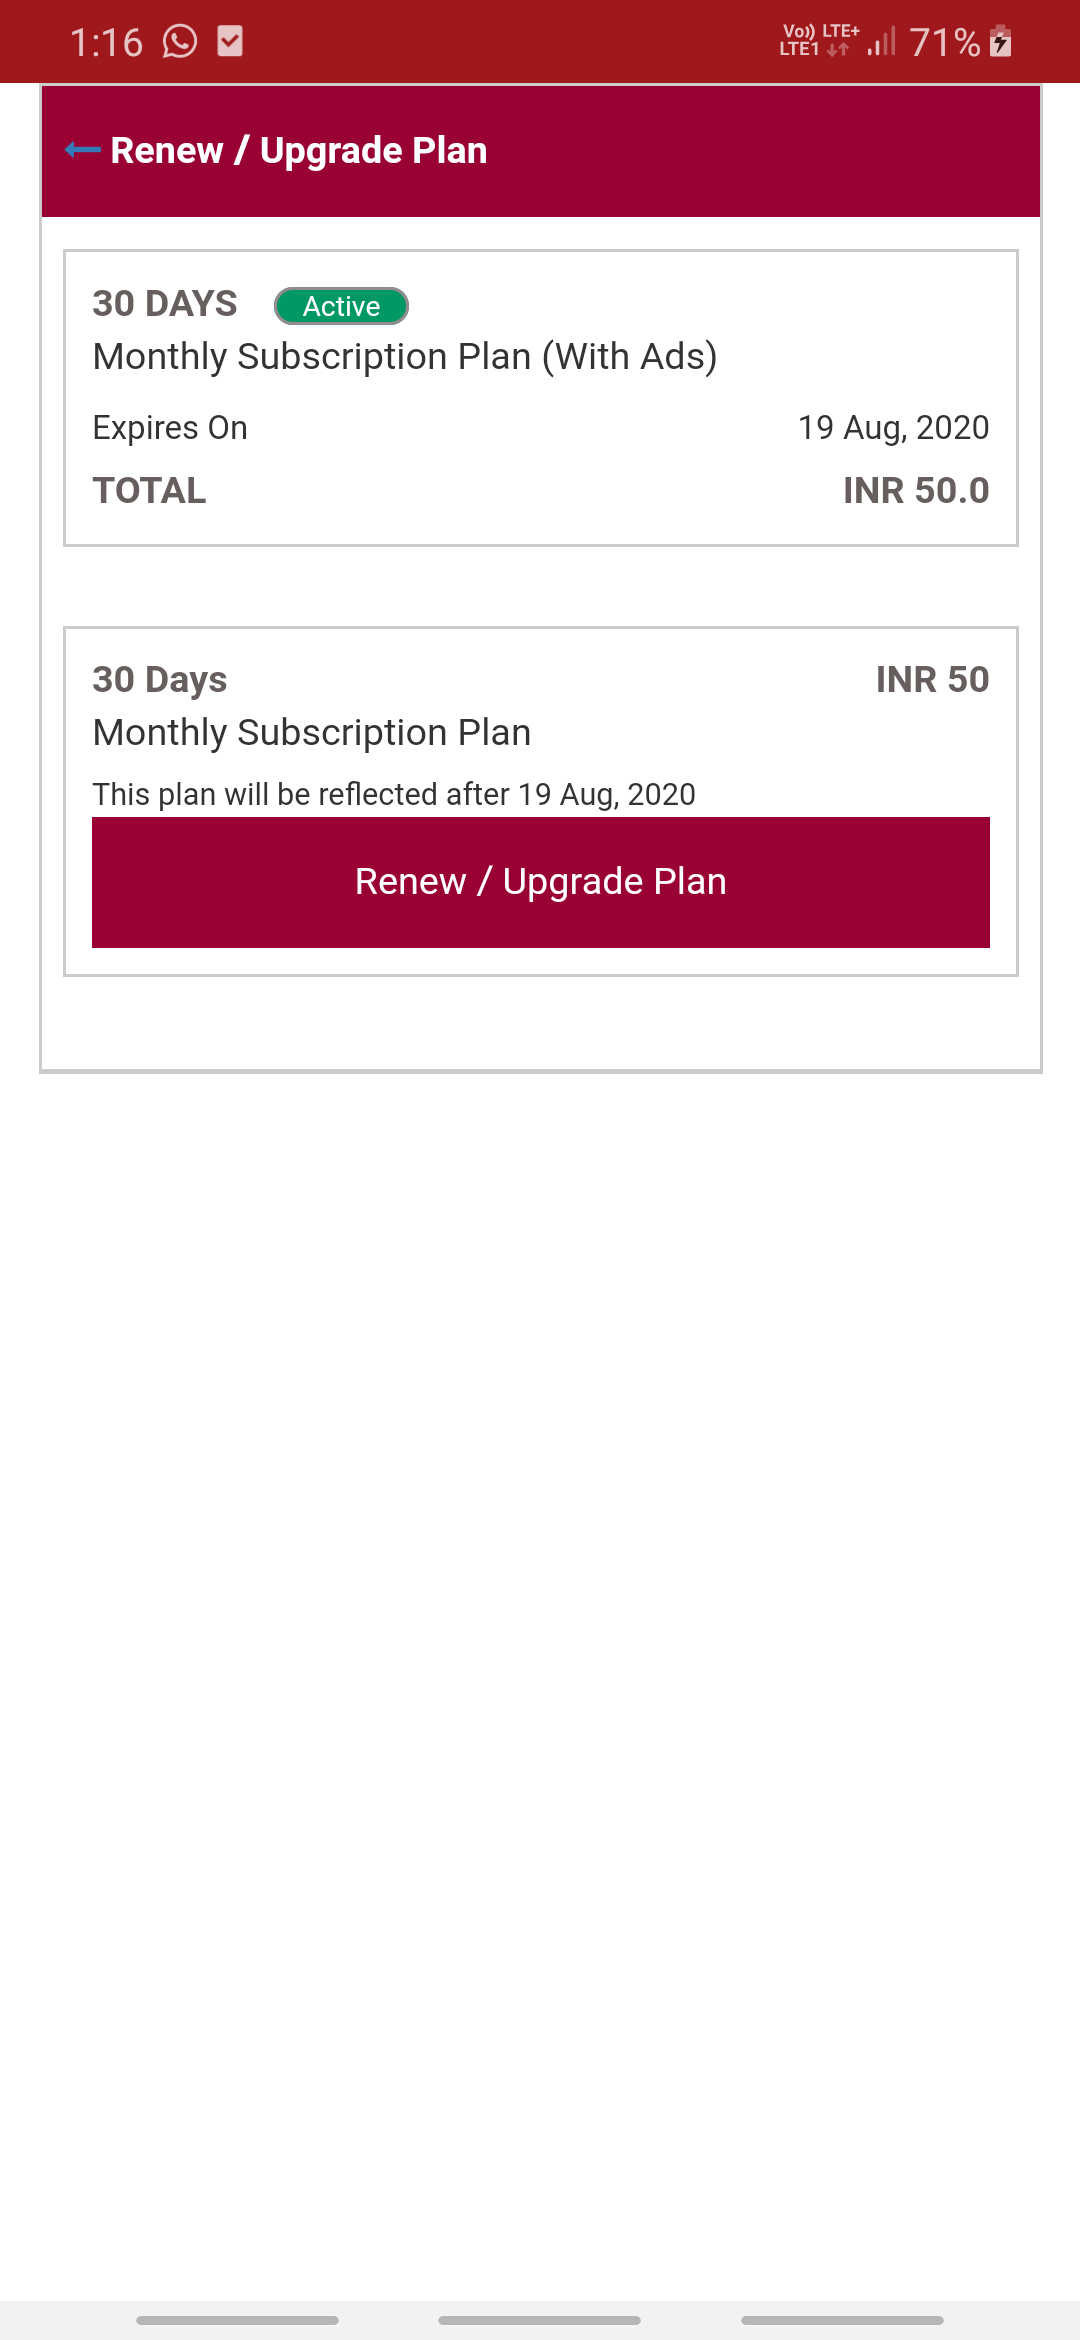 1:16 Vo)) LTE+ LTE1 71%
Renew / Upgrade Plan
30 DAYS Active
Monthly Subscription Plan (With Ads)
Expires On 19 Aug, 2020
TOTAL INR 50.0
30 Days INR 50
Monthly Subscription Plan
This plan will be reflected after 19 Aug, 2020
Renew / Upgrade Plan